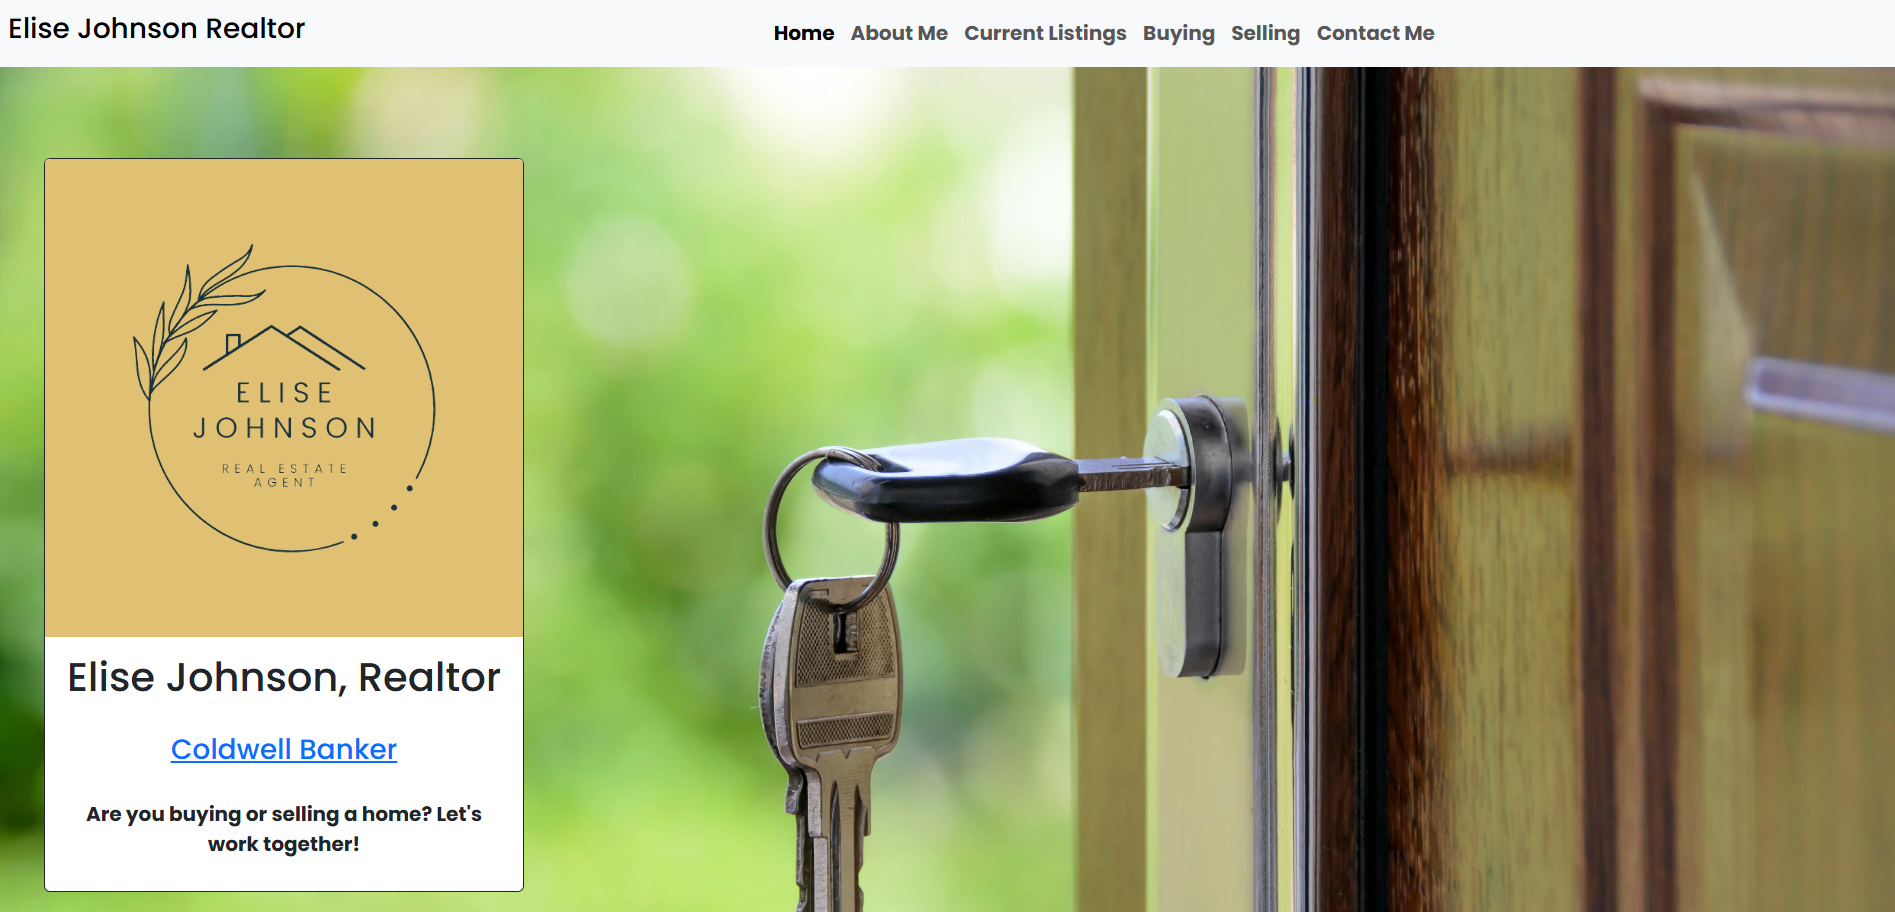 Elise Johnson Realtor
Home About Me Current Listings Buying Selling Contact Me
ELISE
JOHNSON
REAL ESTATE
AGENT
Elise Johnson, Realtor
Coldwell Banker
Are you buying or selling a home? Let's
work together!